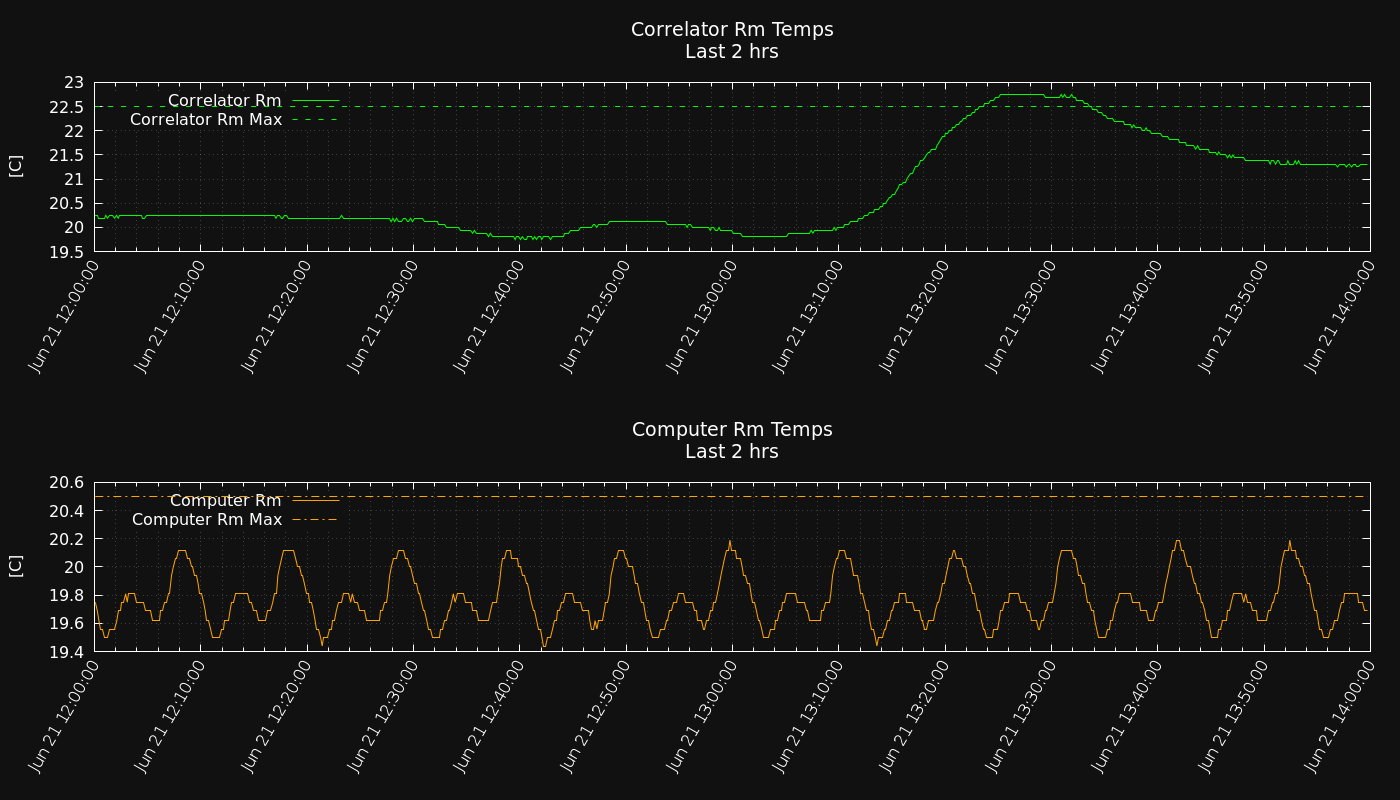 Correlator Rm Temps
Last 2 hrs
23
22.5
22
21.5
21
20.5
20
19.5
[C]
Correlator Rm
Correlator Rm Max
Jun 21 12:00:00
Jun 21 12:10:00
Jun 21 12:20:00
Jun 21 12:30:00
Jun 21 12:40:00
Jun 21 12:50:00
Jun 21 13:00:00
Jun 21 13:10:00
Jun 21 13:20:00
Jun 21 13:30:00
Jun 21 13:40:00
Jun 21 13:50:00
Jun 21 14:00:00
Computer Rm Temps
Last 2 hrs
20.6
20.4
20.2
20
19.8
19.6
19.4
[C]
Computer Rm
Computer Rm Max
Jun 21 12:00:00
Jun 21 12:10:00
Jun 21 12:20:00
Jun 21 12:30:00
Jun 21 12:40:00
Jun 21 12:50:00
Jun 21 13:00:00
Jun 21 13:10:00
Jun 21 13:20:00
Jun 21 13:30:00
Jun 21 13:40:00
Jun 21 13:50:00
Jun 21 14:00:00